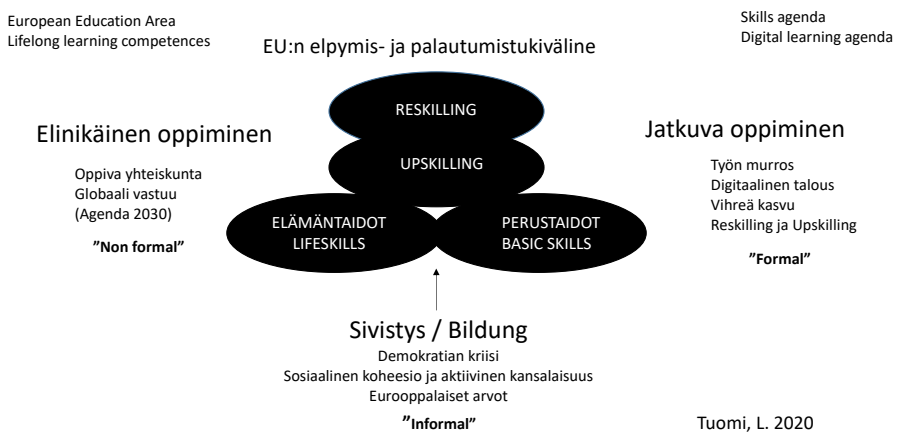 European Education Area
Lifelong learning competences
Skills agenda
Digital learning agenda
EU:n elpymis- ja palautumistukiväline
RESKILLING
UPSKILLING
ELÄMÄNTAIDOT
LIFESKILLS
PERUSTAIDOT
BASIC SKILLS
Elinikäinen oppiminen
Oppiva yhteiskunta
Globaali vastuu
(Agenda 2030)
”Non formal”
Jatkuva oppiminen
Työn murros
Digitaalinen talous
Vihreä kasvu
Reskilling ja Upskilling
”Formal”
Sivistys / Bildung
Demokratian kriisi
Sosiaalinen koheesio ja aktiivinen kansalaisuus
Eurooppalaiset arvot
”Informal”
Tuomi, L. 2020